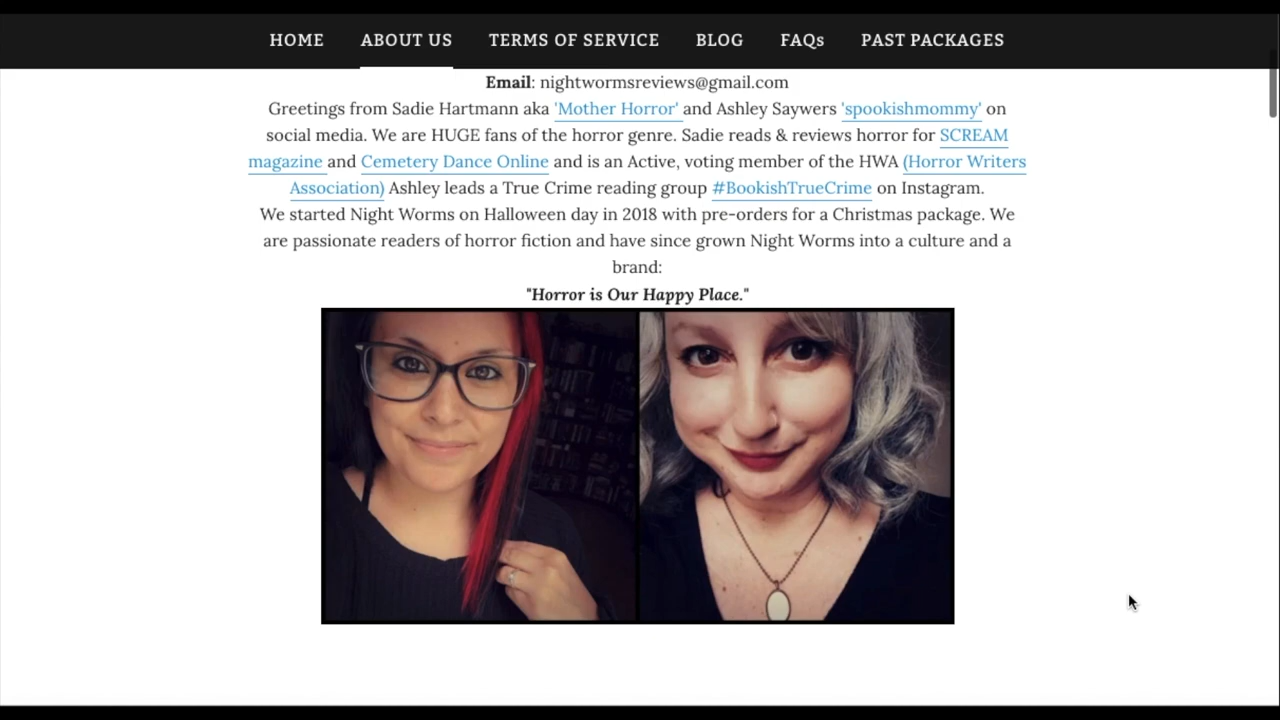 HOME ABOUT US TERMS OF SERVICE BLOG FAQs PAST PACKAGES
Email: nightwormsreviews@gmail.com
Greetings from Sadie Hartmann aka 'Mother Horror' and Ashley Saywers 'spookishmommy' on
social media. We are HUGE fans of the horror genre. Sadie reads & reviews horror for SCREAM
magazine and Cemetery Dance Online and is an Active, voting member of the HWA (Horror Writers
Association) Ashley leads a True Crime reading group #BookishTrueCrime on Instagram.
We started Night Worms on Halloween day in 2018 with pre-orders for a Christmas package. We
are passionate readers of horror fiction and have since grown Night Worms into a culture and a
brand:
"Horror is Our Happy Place."